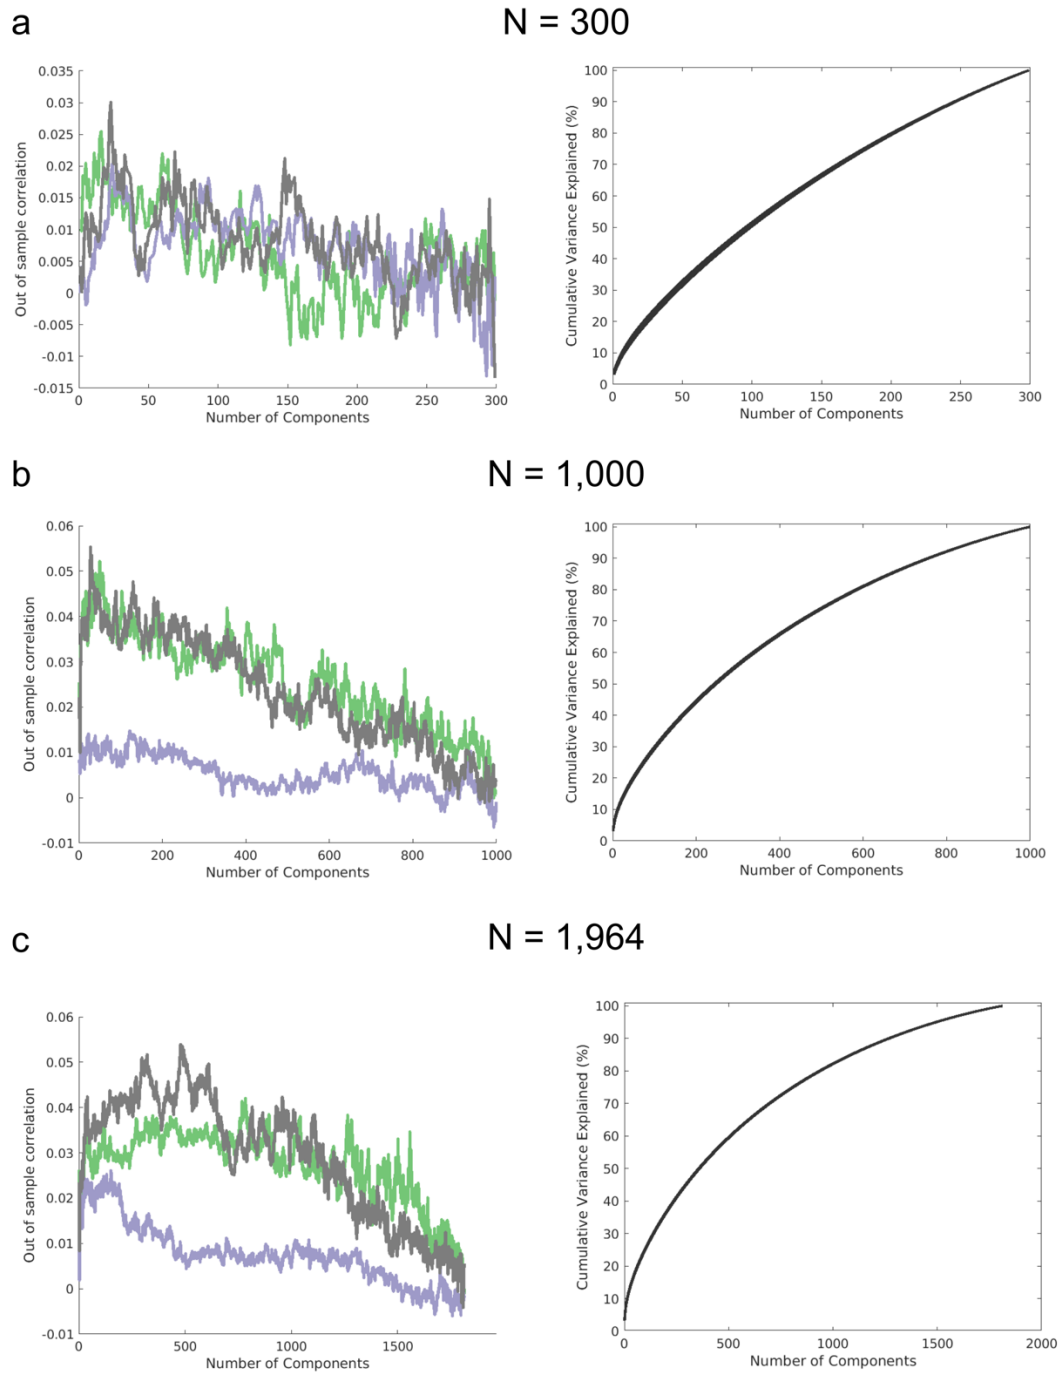 a
N = 300
0.035
0.03
0.025
0.02
0.015
0.01
0.005
0
-0.005
-0.01
-0.015
Out of sample correlation
0 50 100 150 200 250 300
Number of Components
100
90
80
70
60
50
40
30
20
10
0
Cumulative Variance Explained (%)
0 50 100 150 200 250 300
Number of Components
b
N = 1,000
0.06
0.05
0.04
0.03
0.02
0.01
0
-0.01
Out of sample correlation
0 200 400 600 800 1000
Number of Components
100
90
80
70
60
50
40
30
20
10
0
Cumulative Variance Explained (%)
0 200 400 600 800 1000
Number of Components
c
N = 1,964
0.06
0.05
0.04
0.03
0.02
0.01
0
-0.01
Out of sample correlation
0 500 1000 1500
Number of Components
100
90
80
70
60
50
40
30
20
10
0
Cumulative Variance Explained (%)
0 500 1000 1500 2000
Number of Components